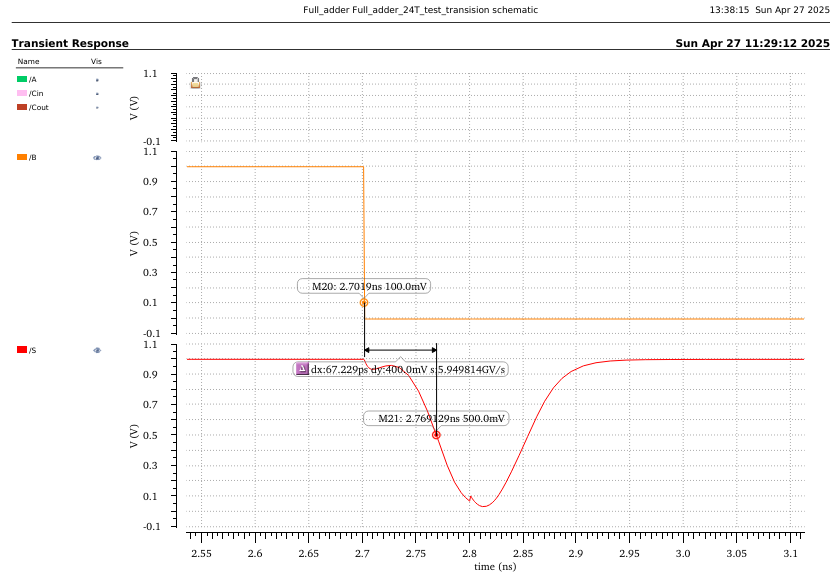 Full_adder Full_adder_24T_test_transision schematic 13:38:15 Sun Apr 27 2025
Transient Response Sun Apr 27 11:29:12 2025
Name Vis
/A
/Cin
/Cout
1.1
V (V)
-0.1
/B
1.1
0.9
0.7
V (V)
0.5
0.3
M20: 2.7019ns 100.0mV
0.1
-0.1
/S
1.1
dx:67.229ps dy:400.0mV s:5.949814GV/s
0.9
0.7
M21: 2.769129ns 500.0mV
V (V)
0.5
0.3
0.1
-0.1
2.55 2.6 2.65 2.7 2.75 2.8 2.85 2.9 2.95 3.0 3.05 3.1
time (ns)